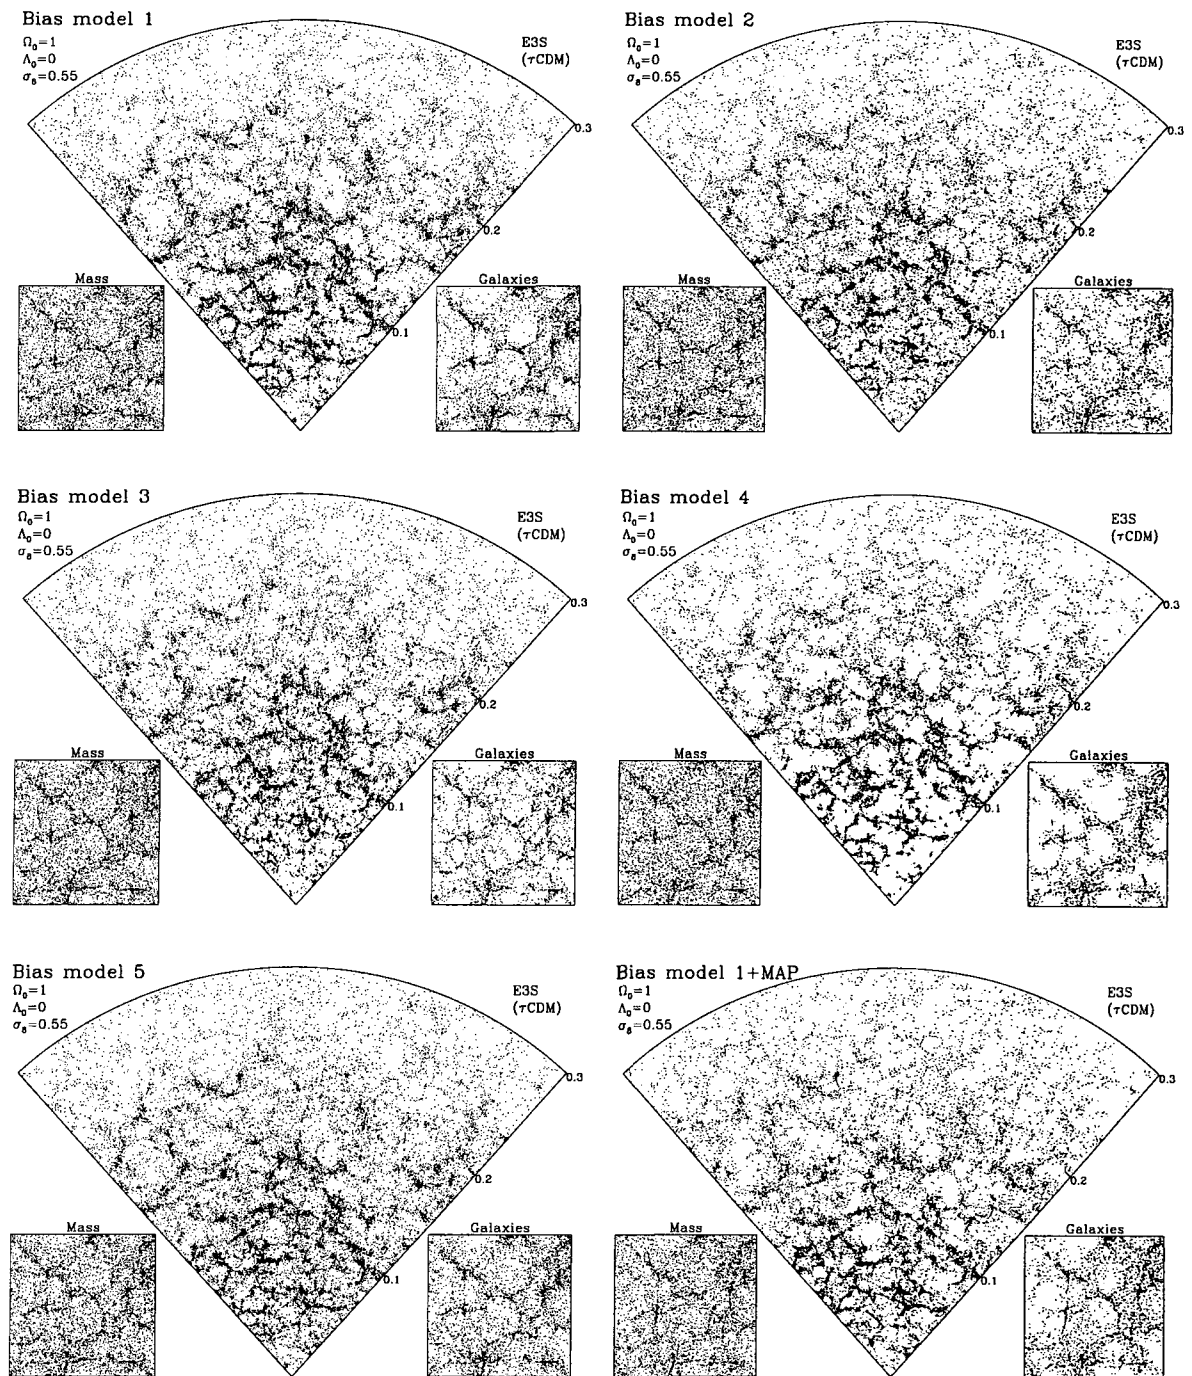 Bias model 1
Ω₀=1
Λ₀=0
σ₈=0.55
E3S
(τCDM)
0.3
0.2
0.1
Mass
Galaxies
Bias model 2
Ω₀=1
Λ₀=0
σ₈=0.55
E3S
(τCDM)
0.3
0.2
0.1
Mass
Galaxies
Bias model 3
Ω₀=1
Λ₀=0
σ₈=0.55
E3S
(τCDM)
0.3
0.2
0.1
Mass
Galaxies
Bias model 4
Ω₀=1
Λ₀=0
σ₈=0.55
E3S
(τCDM)
0.3
0.2
0.1
Mass
Galaxies
Bias model 5
Ω₀=1
Λ₀=0
σ₈=0.55
E3S
(τCDM)
0.3
0.2
0.1
Mass
Galaxies
Bias model 1+MAP
Ω₀=1
Λ₀=0
σ₈=0.55
E3S
(τCDM)
0.3
0.2
0.1
Mass
Galaxies